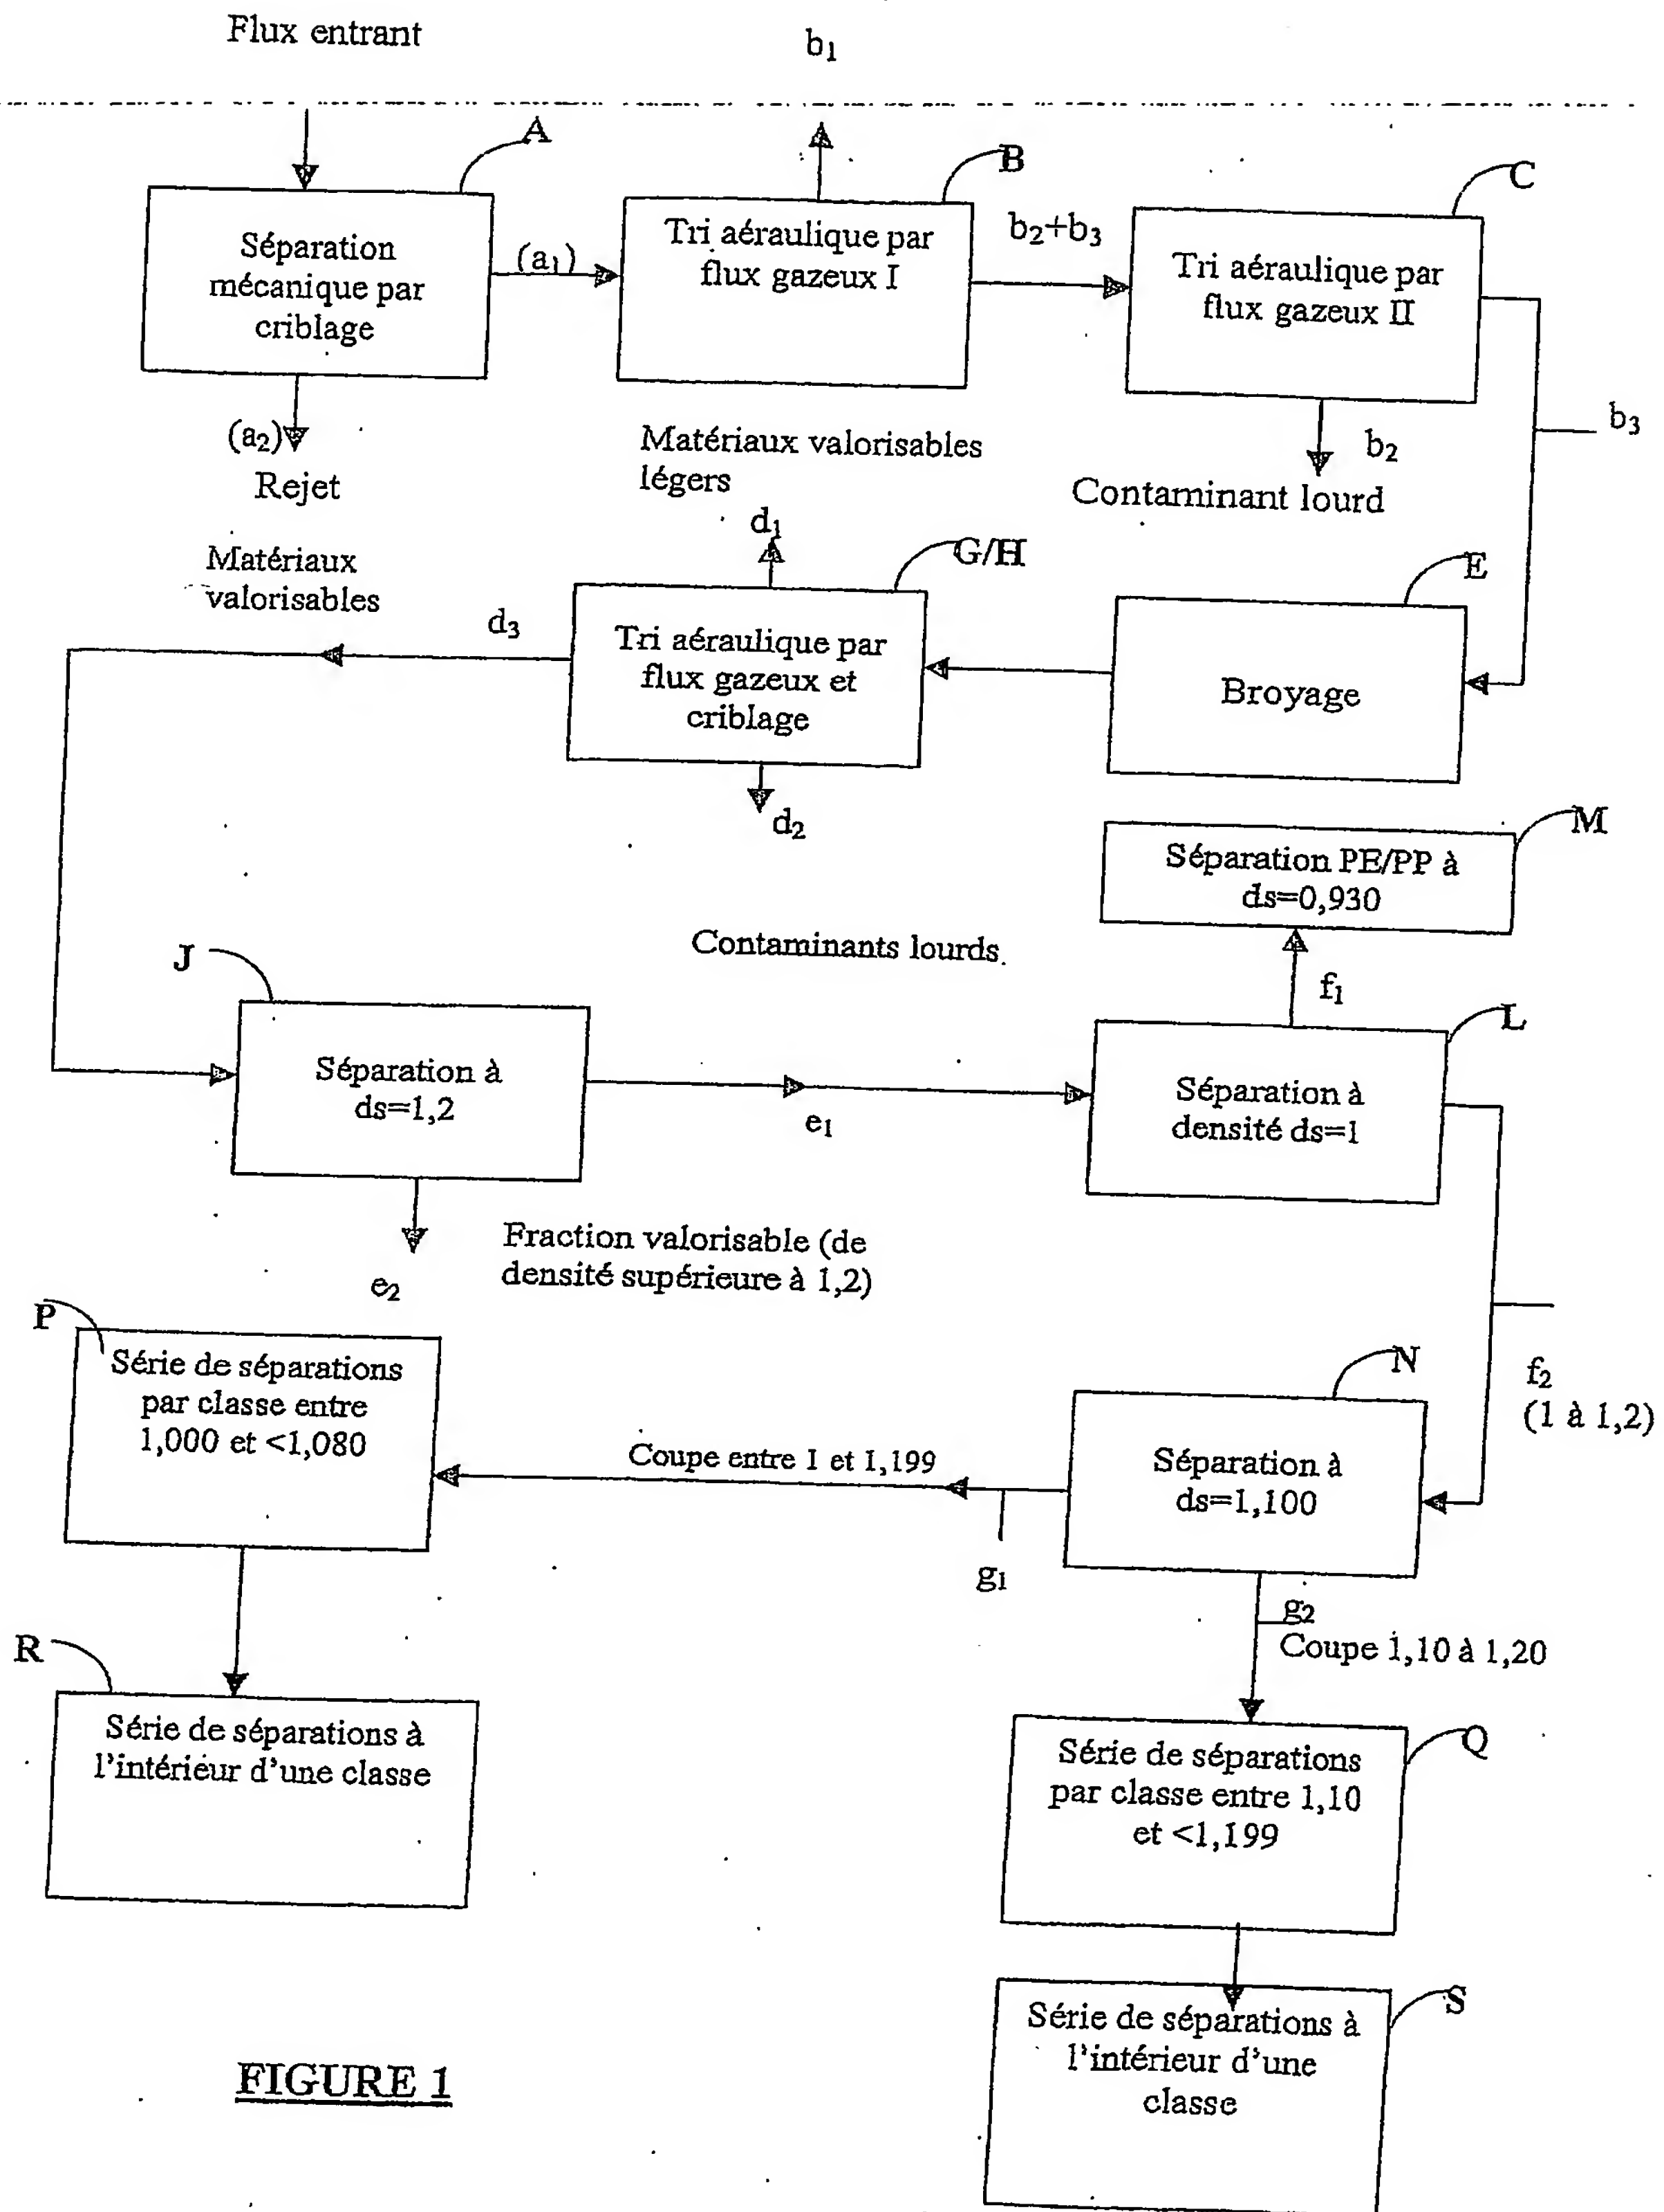 Flux entrant
b1
A
B
C
Séparation
mécanique par
criblage
(a1)
Tri aéraulique par
flux gazeux I
b2+b3
Tri aéraulique par
flux gazeux II
b3
(a2)
Rejet
Matériaux valorisables
légers
b2
Contaminant lourd
Matériaux
valorisables
d1
G/H
E
d3
Tri aéraulique par
flux gazeux et
criblage
Broyage
d2
M
Séparation PE/PP à
ds=0,930
J
Contaminants lourds.
f1
L
Séparation à
ds=1,2
e1
Séparation à
densité ds=1
Fraction valorisable (de
densité supérieure à 1,2)
e2
P
Série de séparations
par classe entre
1,000 et <1,080
N
f2
(1 à 1,2)
Coupe entre 1 et 1,199
Séparation à
ds=1,100
g1
g2
Coupe 1,10 à 1,20
R
Série de séparations à
l'intérieur d'une classe
Q
Série de séparations
par classe entre 1,10
et <1,199
S
Série de séparations à
l'intérieur d'une
classe
FIGURE 1